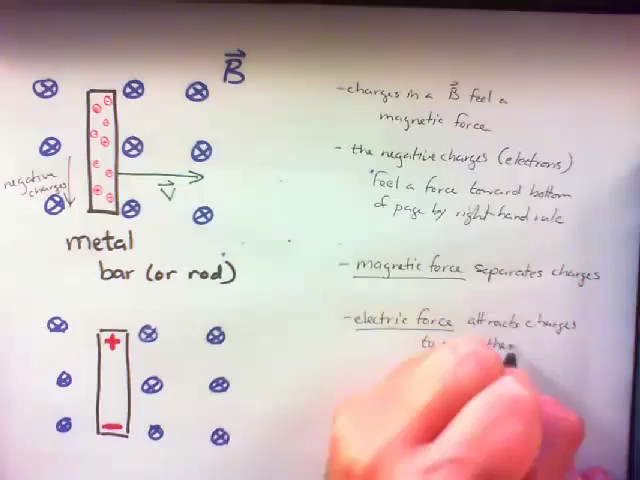 B
- charges in a B feel a
magnetic force
- the negative charges (electrons)
feel a force toward bottom
of page by right-hand rule
negative
charges
V
metal
bar (or rod)
- magnetic force separates charges
- electric force attracts charges
to
+
-